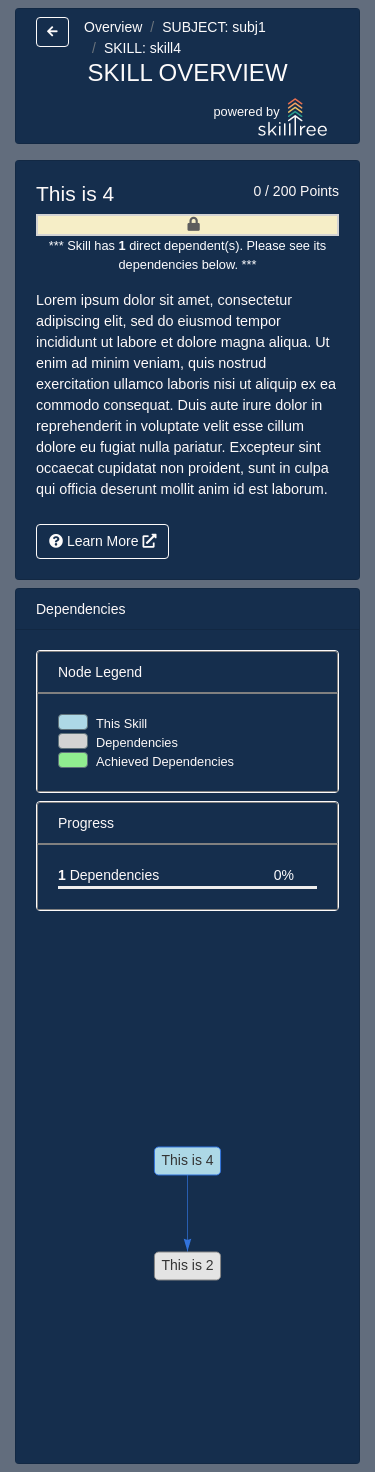 Overview / SUBJECT: subj1
/ SKILL: skill4
SKILL OVERVIEW
powered by skilltree
This is 4
0 / 200 Points
*** Skill has 1 direct dependent(s). Please see its
dependencies below. ***
Lorem ipsum dolor sit amet, consectetur
adipiscing elit, sed do eiusmod tempor
incididunt ut labore et dolore magna aliqua. Ut
enim ad minim veniam, quis nostrud
exercitation ullamco laboris nisi ut aliquip ex ea
commodo consequat. Duis aute irure dolor in
reprehenderit in voluptate velit esse cillum
dolore eu fugiat nulla pariatur. Excepteur sint
occaecat cupidatat non proident, sunt in culpa
qui officia deserunt mollit anim id est laborum.
Learn More
Dependencies
Node Legend
This Skill
Dependencies
Achieved Dependencies
Progress
1 Dependencies 0%
This is 4
This is 2